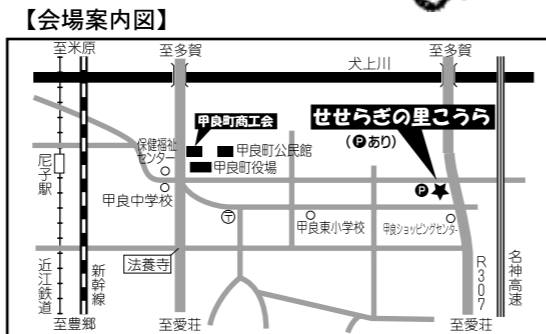 【会場案内図】
至米原
至多賀
至多賀
犬上川
甲良町商工会
せせらぎの里こうら
(Pあり)
保健福祉
センター
甲良町公民館
甲良町役場
尼子駅
甲良中学校
P
〒
甲良東小学校
甲良ショッピングセンター
法養寺
近江鉄道
新幹線
R307
名神高速
至豊郷
至愛荘
至愛荘